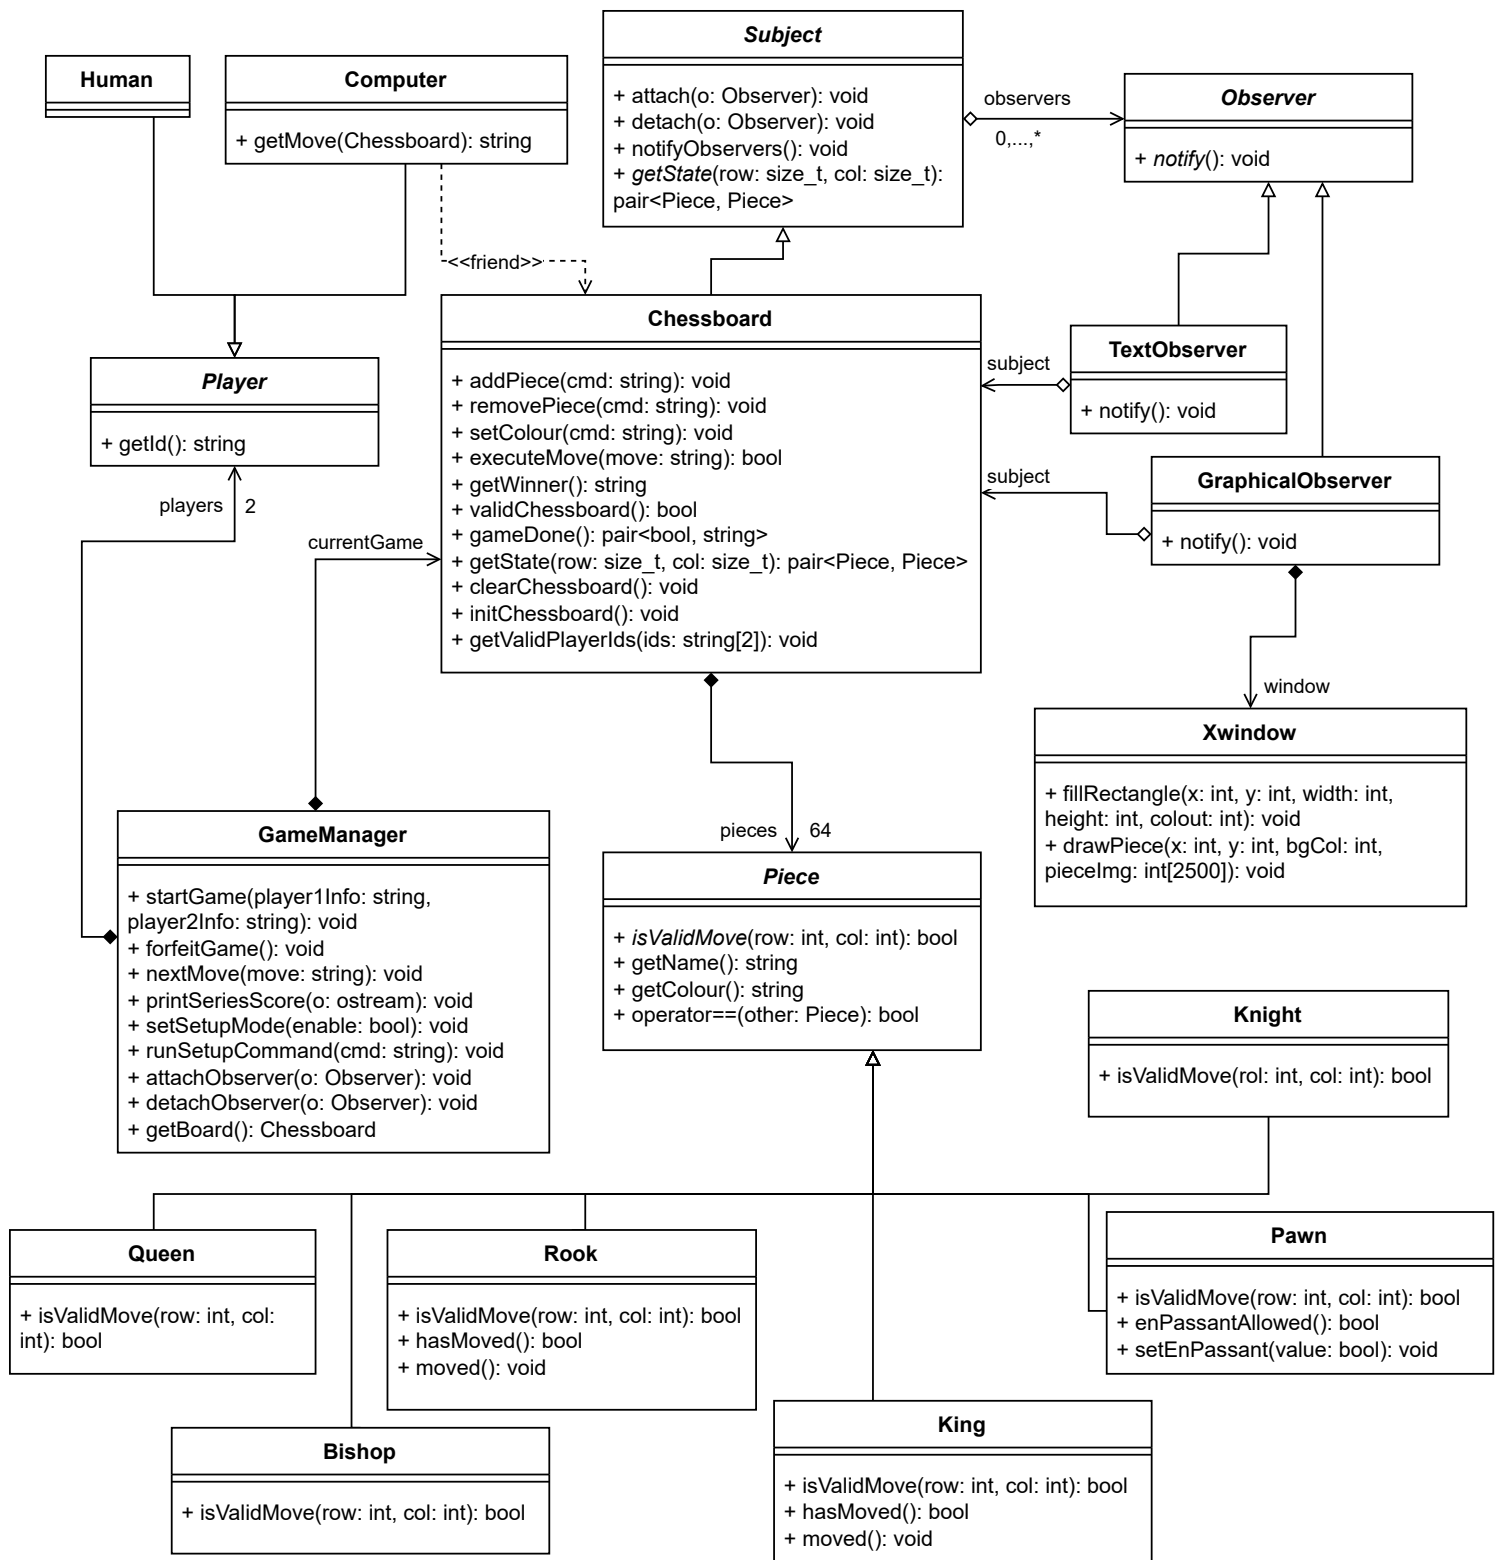 Subject
+ attach(o: Observer): void
+ detach(o: Observer): void
+ notifyObservers(): void
+ getState(row: size_t, col: size_t):
pair<Piece, Piece>
Human
Computer
+ getMove(Chessboard): string
observers
0,...,*
Observer
+ notify(): void
<<friend>>
Player
+ getId(): string
players 2
Chessboard
+ addPiece(cmd: string): void
+ removePiece(cmd: string): void
+ setColour(cmd: string): void
+ executeMove(move: string): bool
+ getWinner(): string
+ validChessboard(): bool
+ gameDone(): pair<bool, string>
+ getState(row: size_t, col: size_t): pair<Piece, Piece>
+ clearChessboard(): void
+ initChessboard(): void
+ getValidPlayerIds(ids: string[2]): void
subject
TextObserver
+ notify(): void
subject
GraphicalObserver
+ notify(): void
currentGame
window
Xwindow
+ fillRectangle(x: int, y: int, width: int,
height: int, colout: int): void
+ drawPiece(x: int, y: int, bgCol: int,
pieceImg: int[2500]): void
GameManager
+ startGame(player1Info: string,
player2Info: string): void
+ forfeitGame(): void
+ nextMove(move: string): void
+ printSeriesScore(o: ostream): void
+ setSetupMode(enable: bool): void
+ runSetupCommand(cmd: string): void
+ attachObserver(o: Observer): void
+ detachObserver(o: Observer): void
+ getBoard(): Chessboard
pieces 64
Piece
+ isValidMove(row: int, col: int): bool
+ getName(): string
+ getColour(): string
+ operator==(other: Piece): bool
Knight
+ isValidMove(rol: int, col: int): bool
Queen
+ isValidMove(row: int, col:
int): bool
Rook
+ isValidMove(row: int, col: int): bool
+ hasMoved(): bool
+ moved(): void
Pawn
+ isValidMove(row: int, col: int): bool
+ enPassantAllowed(): bool
+ setEnPassant(value: bool): void
Bishop
+ isValidMove(row: int, col: int): bool
King
+ isValidMove(row: int, col: int): bool
+ hasMoved(): bool
+ moved(): void